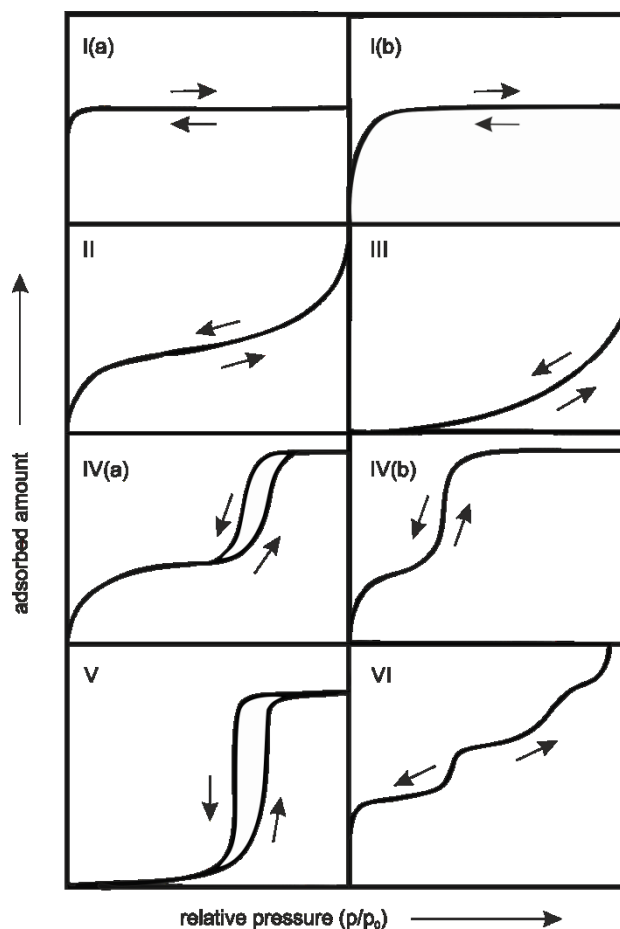 I(a)
I(b)
II
III
IV(a)
IV(b)
V
VI
adsorbed amount
relative pressure (p/p₀)